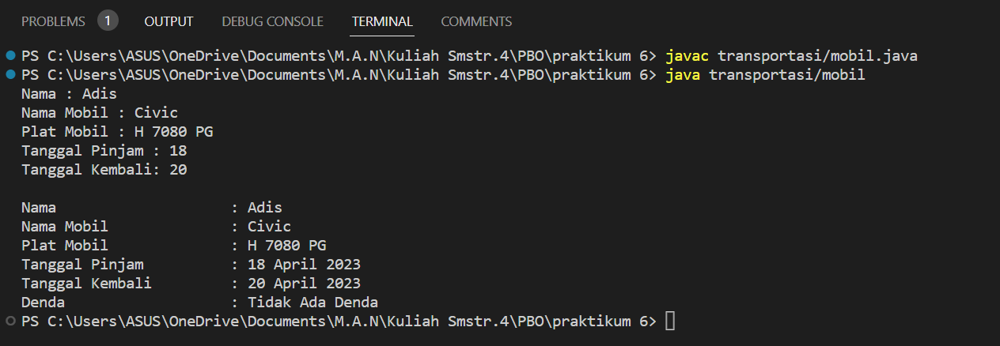 PROBLEMS 1 OUTPUT DEBUG CONSOLE TERMINAL COMMENTS
PS C:\Users\ASUS\OneDrive\Documents\M.A.N\Kuliah Smstr.4\PBO\praktikum 6> javac transportasi/mobil.java
PS C:\Users\ASUS\OneDrive\Documents\M.A.N\Kuliah Smstr.4\PBO\praktikum 6> java transportasi/mobil
Nama : Adis
Nama Mobil : Civic
Plat Mobil : H 7080 PG
Tanggal Pinjam : 18
Tanggal Kembali: 20
Nama : Adis
Nama Mobil : Civic
Plat Mobil : H 7080 PG
Tanggal Pinjam : 18 April 2023
Tanggal Kembali : 20 April 2023
Denda : Tidak Ada Denda
PS C:\Users\ASUS\OneDrive\Documents\M.A.N\Kuliah Smstr.4\PBO\praktikum 6>